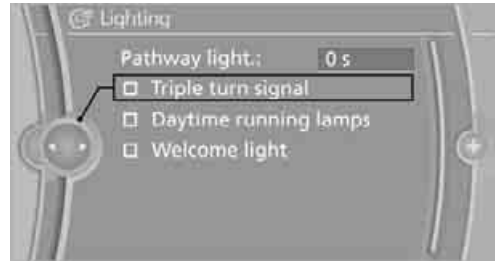 Lighting
Pathway light.: 0 s
Triple turn signal
Daytime running lamps
Welcome light